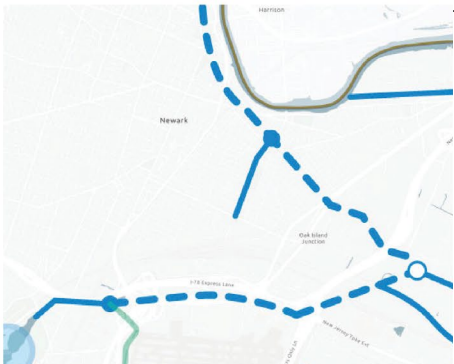 Harrison
Newark
Oak Island
Junction
I-78 Express Lane
New Jersey Tpke Ext